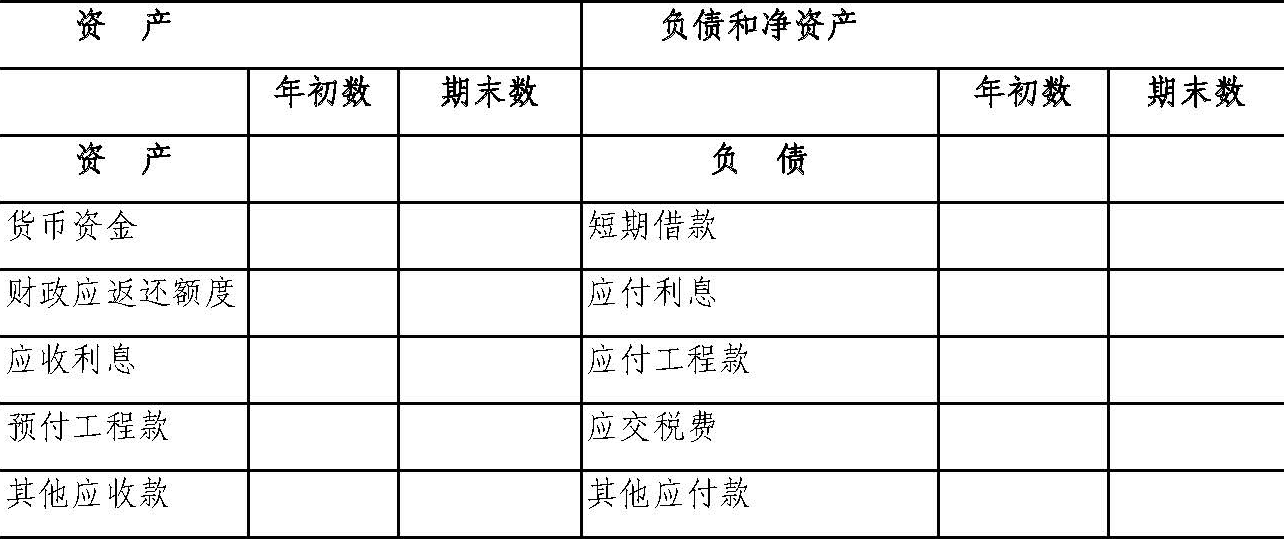 资 产 负债和净资产
年初数 期末数 年初数 期末数
资 产 负 债
货币资金 短期借款
财政应返还额度 应付利息
应收利息 应付工程款
预付工程款 应交税费
其他应收款 其他应付款